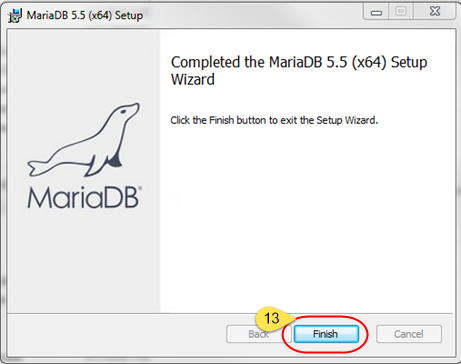 MariaDB 5.5 (x64) Setup
Completed the MariaDB 5.5 (x64) Setup
Wizard
Click the Finish button to exit the Setup Wizard.
MariaDB®
13
Back
Finish
Cancel